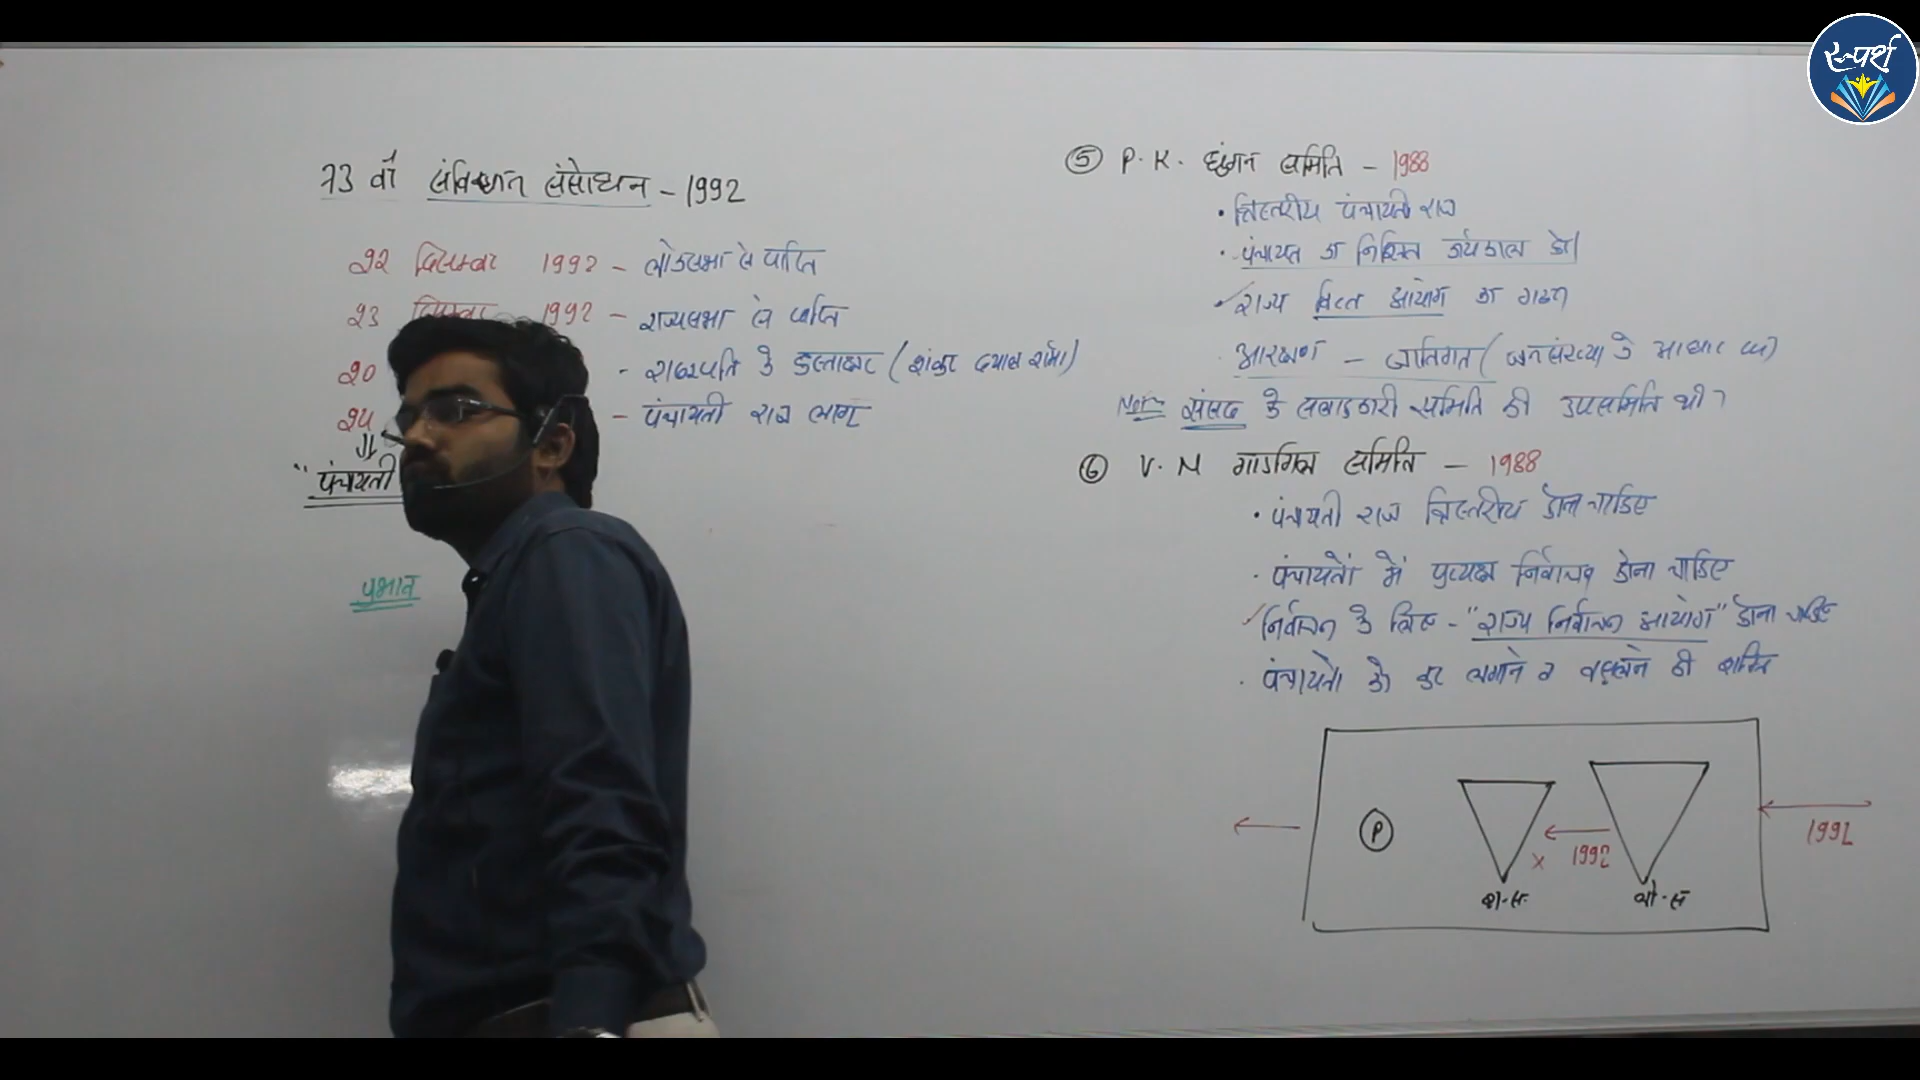 स्पर्श
73 वाँ संविधान संसोधन - 1992
22 दिसम्बर 1992 - लोकसभा से पारित
23 दिसम्बर 1992 - राज्यसभा से पारित
20 - राष्ट्रपति के हस्ताक्षर (शंकर दयाल शर्मा)
24 - पंचायती राज लागू
"पंचायती
प्रभाव
⑤ P. K. थुंगन समिति - 1988
• त्रिस्तरीय पंचायती राज
• पंचायत का निश्चित कार्यकाल हो।
राज्य वित्त आयोग का गठन
आरक्षण - जातिगत (जनसंख्या के आधार पर)
Note संसद के सलाहकारी समिति की उपसमिति थी?
⑥ V. N गाडगिल समिति - 1988
• पंचायती राज त्रिस्तरीय होना चाहिए
• पंचायतों में प्रत्यक्ष निर्वाचन होना चाहिए
निर्वाचन के लिए - "राज्य निर्वाचन आयोग" होना चाहिए
• पंचायतों को कर लगाने व वसूलने की शक्ति
P
X 1992
1992
रा.स.
लो.स